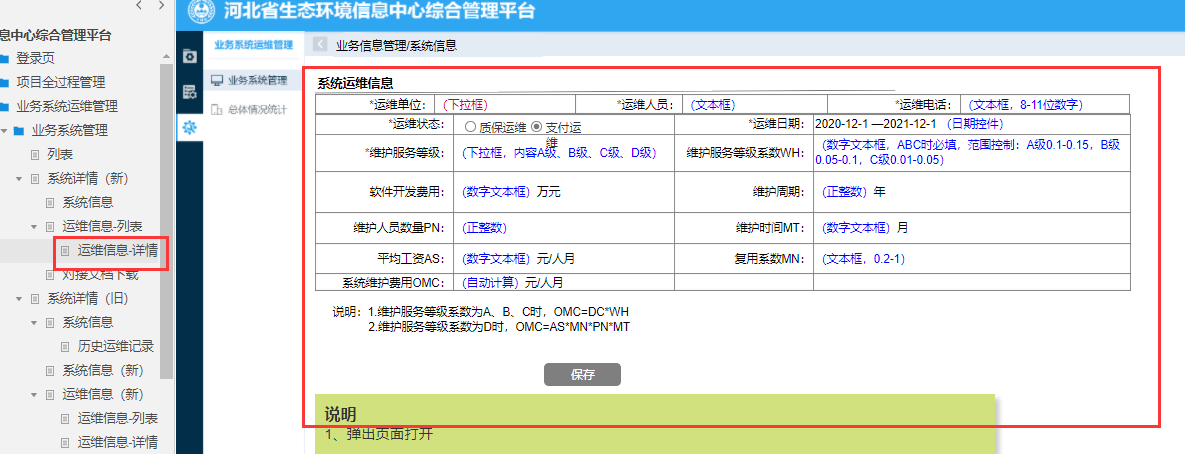 河北省生态环境信息中心综合管理平台
息中心综合管理平台
登录页
项目全过程管理
业务系统运维管理
业务系统管理
列表
系统详情（新）
系统信息
运维信息-列表
运维信息-详情
对接文档下载
系统详情（旧）
系统信息
历史运维记录
系统信息（新）
运维信息（新）
运维信息-列表
运维信息-详情
业务系统运维管理
业务系统管理
总体情况统计
业务信息管理/系统信息
系统运维信息
*运维单位： （下拉框） *运维人员： （文本框） *运维电话： （文本框，8-11位数字）
*运维状态： 质保运维 支付运维 *运维日期： 2020-12-1 —2021-12-1 （日期控件）
*维护服务等级： （下拉框，内容A级、B级、C级、D级） 维护服务等级系数WH： （数字文本框，ABC时必填，范围控制：A级0.1-0.15，B级
0.05-0.1，C级0.01-0.05）
软件开发费用： （数字文本框）万元 维护周期： （正整数）年
维护人员数量PN： （正整数） 维护时间MT： （数字文本框）月
平均工资AS： （数字文本框）元/人月 复用系数MN： （文本框，0.2-1）
系统维护费用OMC： （自动计算）元/人月
说明：1.维护服务等级系数为A、B、C时，OMC=DC*WH
2.维护服务等级系数为D时，OMC=AS*MN*PN*MT
保存
说明
1、弹出页面打开